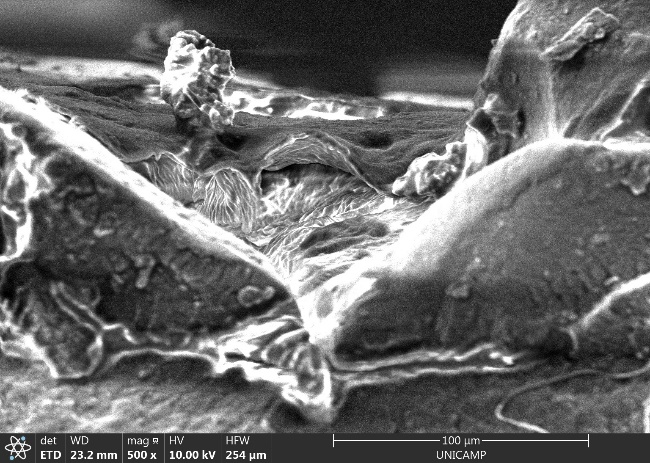 det WD mag HV HFW 100 μm
ETD 23.2 mm 500 x 10.00 kV 254 μm UNICAMP